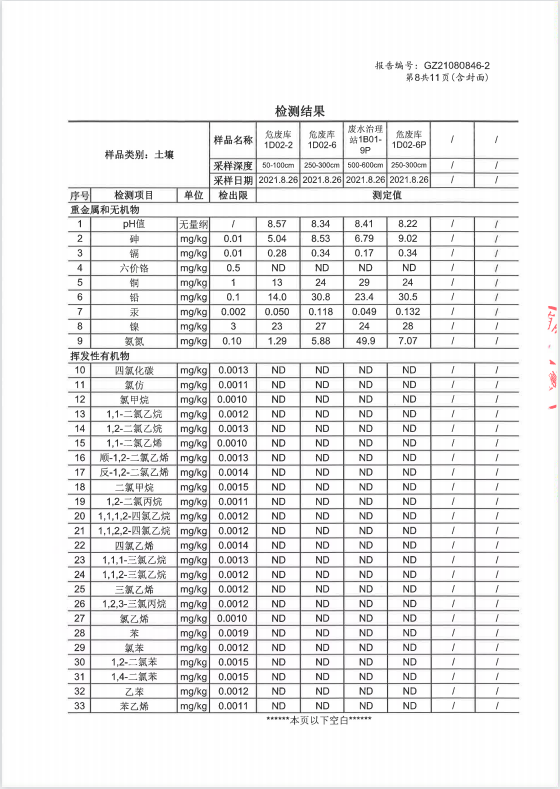 报告编号：GZ21080846-2
第8共11页(含封面)
检测结果
样品类别：土壤 样品名称 危废库1D02-2 危废库1D02-6 废水治理站1B01-9P 危废库1D02-6P / /
采样深度 50-100cm 250-300cm 500-600cm 250-300cm / /
采样日期 2021.8.26 2021.8.26 2021.8.26 2021.8.26 / /
序号 检测项目 单位 检出限 测定值
重金属和无机物
1 pH值 无量纲 / 8.57 8.34 8.41 8.22 / /
2 砷 mg/kg 0.01 5.04 8.53 6.79 9.02 / /
3 镉 mg/kg 0.01 0.28 0.34 0.17 0.34 / /
4 六价铬 mg/kg 0.5 ND ND ND ND / /
5 铜 mg/kg 1 13 24 29 24 / /
6 铅 mg/kg 0.1 14.0 30.8 23.4 30.5 / /
7 汞 mg/kg 0.002 0.050 0.118 0.049 0.132 / /
8 镍 mg/kg 3 23 27 24 28 / /
9 氨氮 mg/kg 0.10 1.29 5.88 49.9 7.07 / /
挥发性有机物
10 四氯化碳 mg/kg 0.0013 ND ND ND ND / /
11 氯仿 mg/kg 0.0011 ND ND ND ND / /
12 氯甲烷 mg/kg 0.0010 ND ND ND ND / /
13 1,1-二氯乙烷 mg/kg 0.0012 ND ND ND ND / /
14 1,2-二氯乙烷 mg/kg 0.0013 ND ND ND ND / /
15 1,1-二氯乙烯 mg/kg 0.0010 ND ND ND ND / /
16 顺-1,2-二氯乙烯 mg/kg 0.0013 ND ND ND ND / /
17 反-1,2-二氯乙烯 mg/kg 0.0014 ND ND ND ND / /
18 二氯甲烷 mg/kg 0.0015 ND ND ND ND / /
19 1,2-二氯丙烷 mg/kg 0.0011 ND ND ND ND / /
20 1,1,1,2-四氯乙烷 mg/kg 0.0012 ND ND ND ND / /
21 1,1,2,2-四氯乙烷 mg/kg 0.0012 ND ND ND ND / /
22 四氯乙烯 mg/kg 0.0014 ND ND ND ND / /
23 1,1,1-三氯乙烷 mg/kg 0.0013 ND ND ND ND / /
24 1,1,2-三氯乙烷 mg/kg 0.0012 ND ND ND ND / /
25 三氯乙烯 mg/kg 0.0012 ND ND ND ND / /
26 1,2,3-三氯丙烷 mg/kg 0.0012 ND ND ND ND / /
27 氯乙烯 mg/kg 0.0010 ND ND ND ND / /
28 苯 mg/kg 0.0019 ND ND ND ND / /
29 氯苯 mg/kg 0.0012 ND ND ND ND / /
30 1,2-二氯苯 mg/kg 0.0015 ND ND ND ND / /
31 1,4-二氯苯 mg/kg 0.0015 ND ND ND ND / /
32 乙苯 mg/kg 0.0012 ND ND ND ND / /
33 苯乙烯 mg/kg 0.0011 ND ND ND ND / /
******本页以下空白******